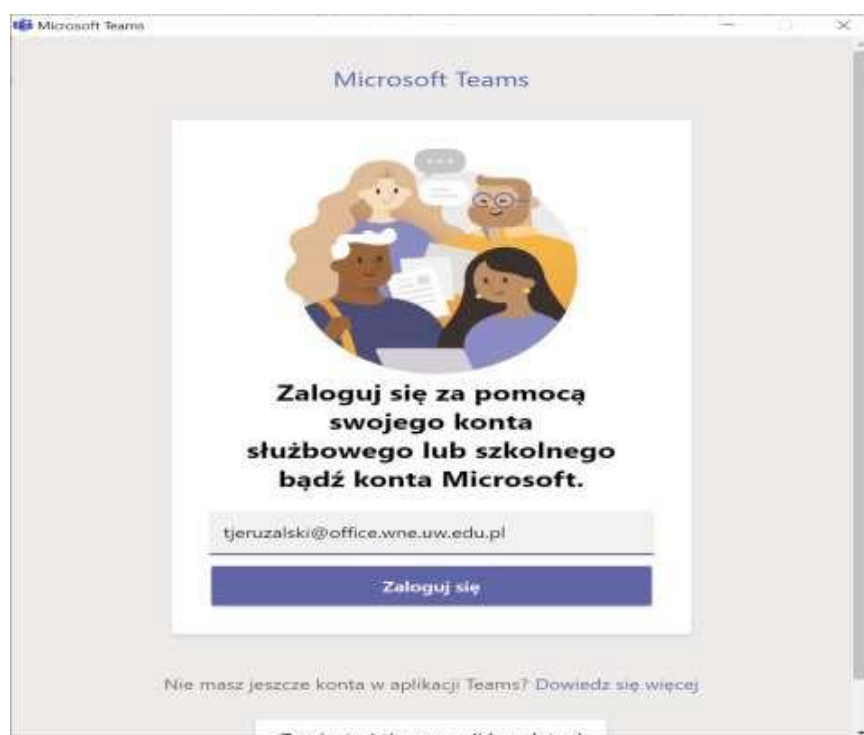 Microsoft Teams
Microsoft Teams
Zaloguj się za pomocą
swojego konta
służbowego lub szkolnego
bądź konta Microsoft.
tjeruzalski@office.wne.uw.edu.pl
Zaloguj się
Nie masz jeszcze konta w aplikacji Teams? Dowiedz się więcej